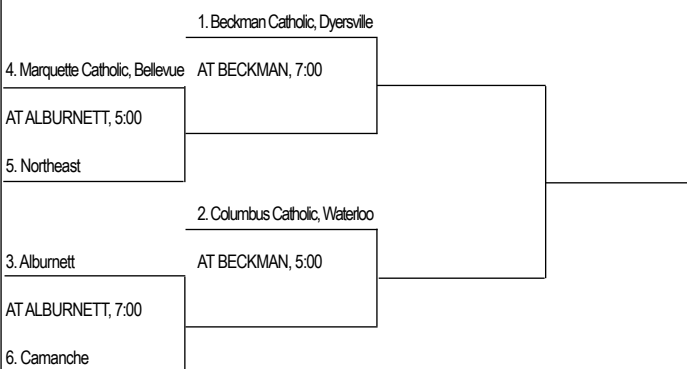 1. Beckman Catholic, Dyersville
4. Marquette Catholic, Bellevue
AT BECKMAN, 7:00
AT ALBURNETT, 5:00
5. Northeast
2. Columbus Catholic, Waterloo
3. Alburnett
AT BECKMAN, 5:00
AT ALBURNETT, 7:00
6. Camanche